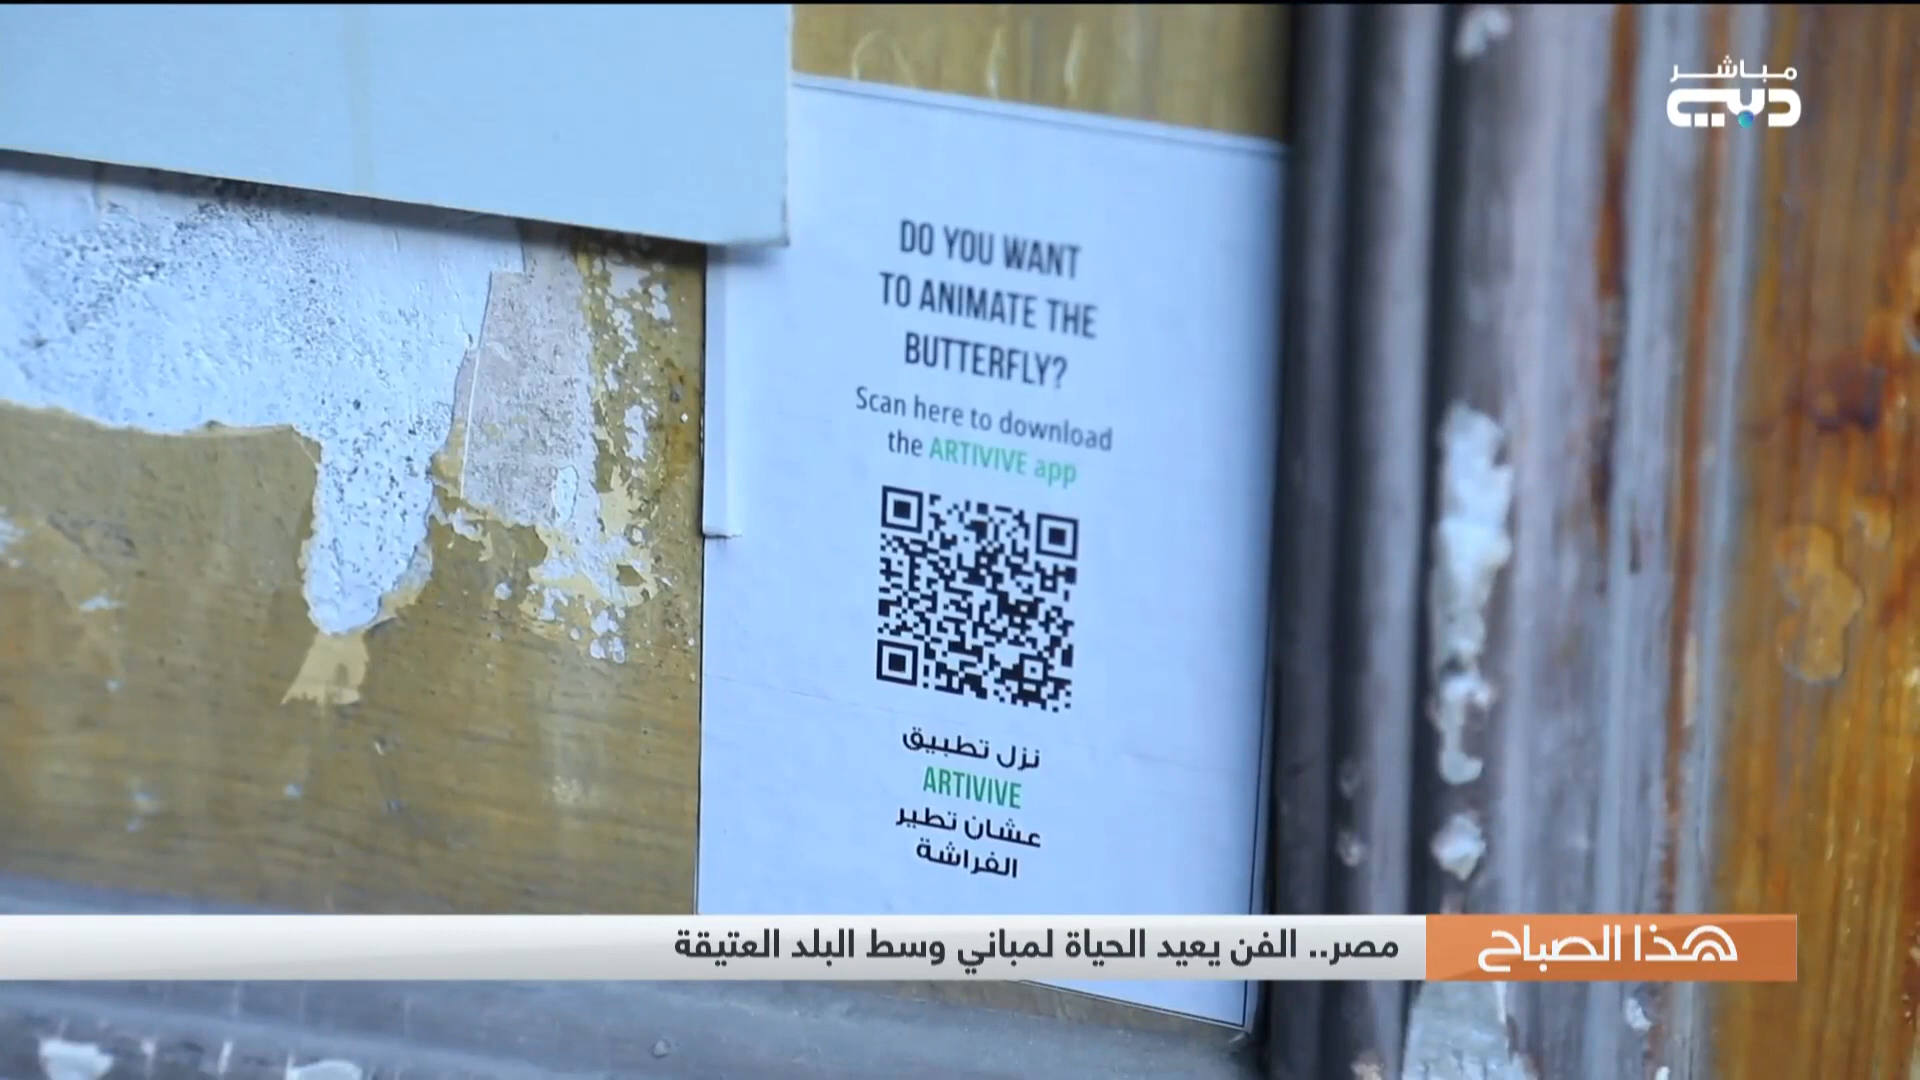 مباشر
دبي
DO YOU WANT
TO ANIMATE THE
BUTTERFLY?
Scan here to download
the ARTIVIVE app
نزل تطبيق
ARTIVIVE
عشان تطير
الفراشة
هذا الصباح
مصر.. الفن يعيد الحياة لمباني وسط البلد العتيقة